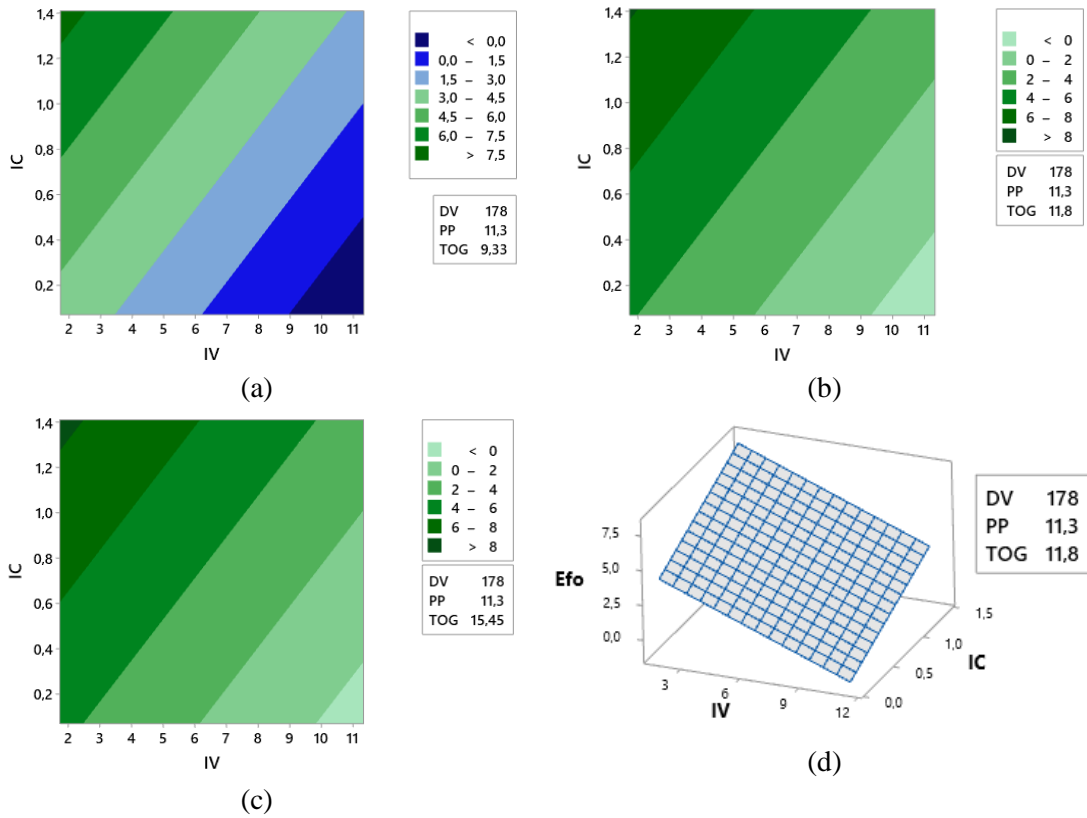 1,4
1,2
1,0
0,8
0,6
0,4
0,2
IC
2 3 4 5 6 7 8 9 10 11
IV
< 0,0
0,0 – 1,5
1,5 – 3,0
3,0 – 4,5
4,5 – 6,0
6,0 – 7,5
> 7,5
DV 178
PP 11,3
TOG 9,33
(a)
1,4
1,2
1,0
0,8
0,6
0,4
0,2
IC
2 3 4 5 6 7 8 9 10 11
IV
< 0
0 – 2
2 – 4
4 – 6
6 – 8
> 8
DV 178
PP 11,3
TOG 11,8
(b)
1,4
1,2
1,0
0,8
0,6
0,4
0,2
IC
2 3 4 5 6 7 8 9 10 11
IV
< 0
0 – 2
2 – 4
4 – 6
6 – 8
> 8
DV 178
PP 11,3
TOG 15,45
(c)
7,5
5,0
2,5
0,0
Efo
3 6 9 12
IV
0,0 0,5 1,0 1,5
IC
DV 178
PP 11,3
TOG 11,8
(d)